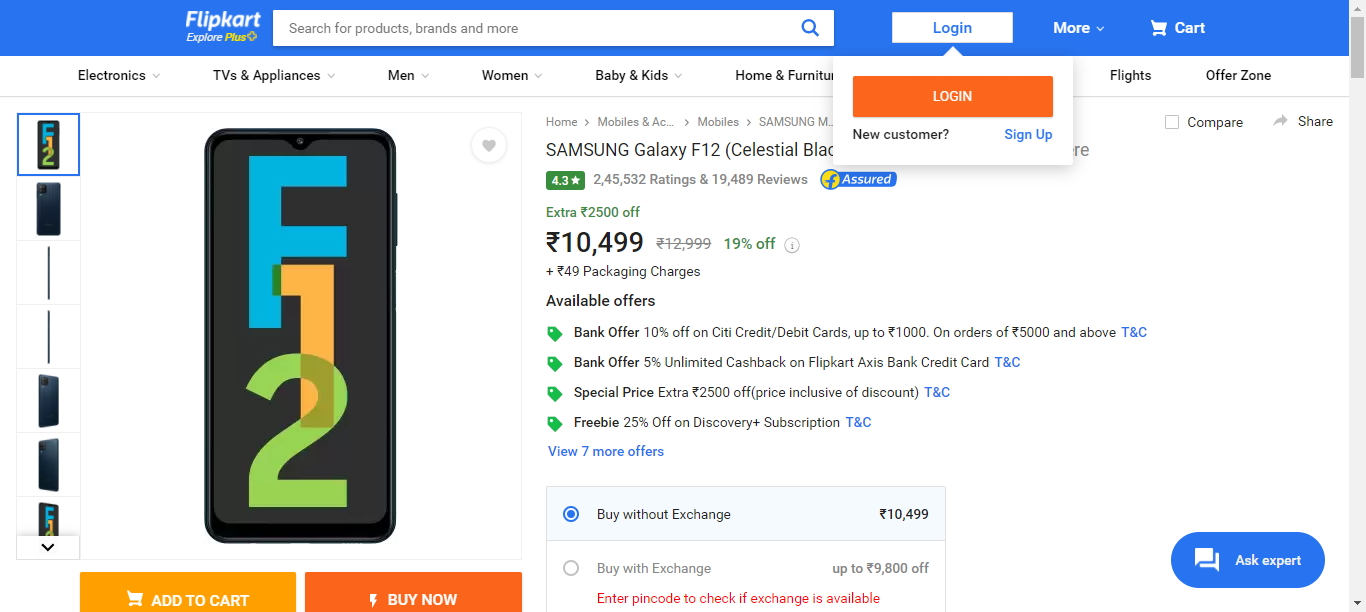 Flipkart
Explore Plus
Search for products, brands and more
Login
More
Cart
Electronics
TVs & Appliances
Men
Women
Baby & Kids
Home & Furnitur
Flights
Offer Zone
LOGIN
New customer? Sign Up
Home > Mobiles & Ac... > Mobiles > SAMSUNG M...
Compare
Share
SAMSUNG Galaxy F12 (Celestial Blac
4.3★ 2,45,532 Ratings & 19,489 Reviews Assured
Extra ₹2500 off
₹10,499 ₹12,999 19% off
+ ₹49 Packaging Charges
Available offers
Bank Offer 10% off on Citi Credit/Debit Cards, up to ₹1000. On orders of ₹5000 and above T&C
Bank Offer 5% Unlimited Cashback on Flipkart Axis Bank Credit Card T&C
Special Price Extra ₹2500 off(price inclusive of discount) T&C
Freebie 25% Off on Discovery+ Subscription T&C
View 7 more offers
Buy without Exchange ₹10,499
Buy with Exchange up to ₹9,800 off
Enter pincode to check if exchange is available
F12
ADD TO CART
BUY NOW
Ask expert